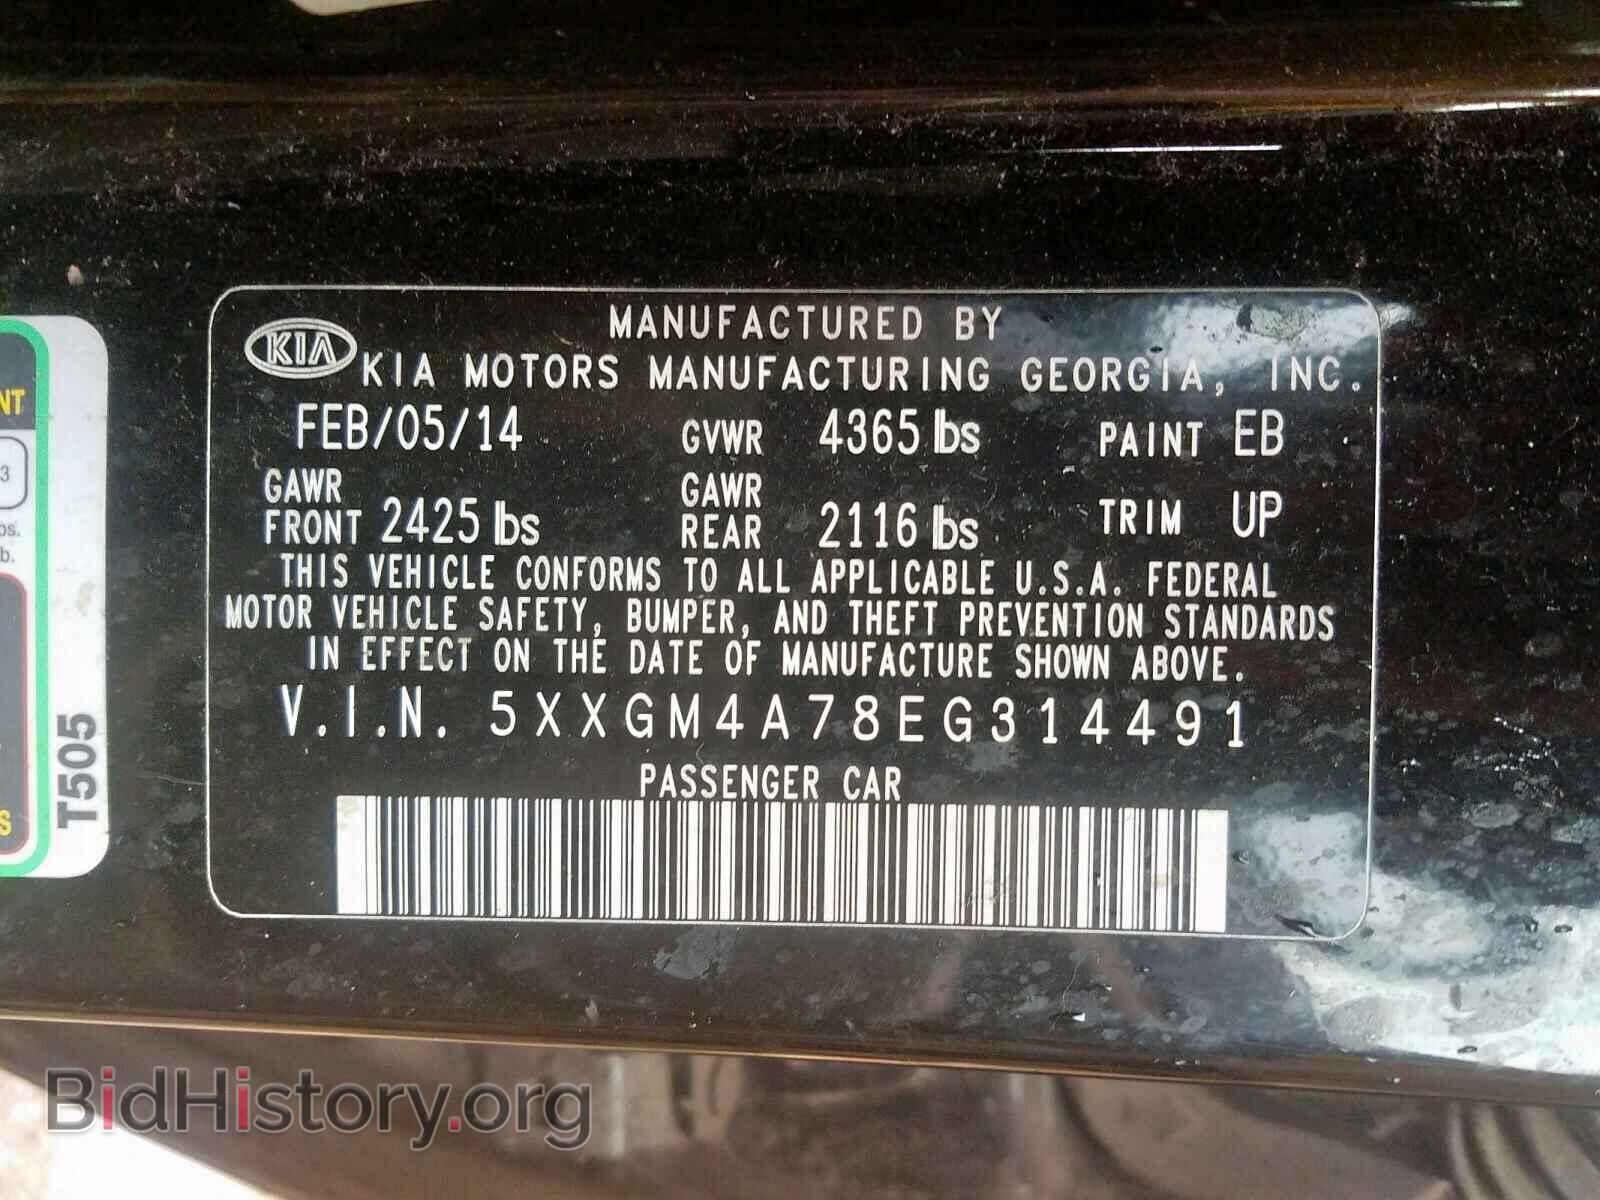 MANUFACTURED BY
KIA
KIA MOTORS MANUFACTURING GEORGIA, INC.
FEB/05/14 GVWR 4365 lbs PAINT EB
GAWR FRONT 2425 lbs GAWR REAR 2116 lbs TRIM UP
THIS VEHICLE CONFORMS TO ALL APPLICABLE U.S.A. FEDERAL
MOTOR VEHICLE SAFETY, BUMPER, AND THEFT PREVENTION STANDARDS
IN EFFECT ON THE DATE OF MANUFACTURE SHOWN ABOVE.
V.I.N. 5XXGM4A78EG314491
PASSENGER CAR
NT
3
b.
S
T505
BidHistory.org